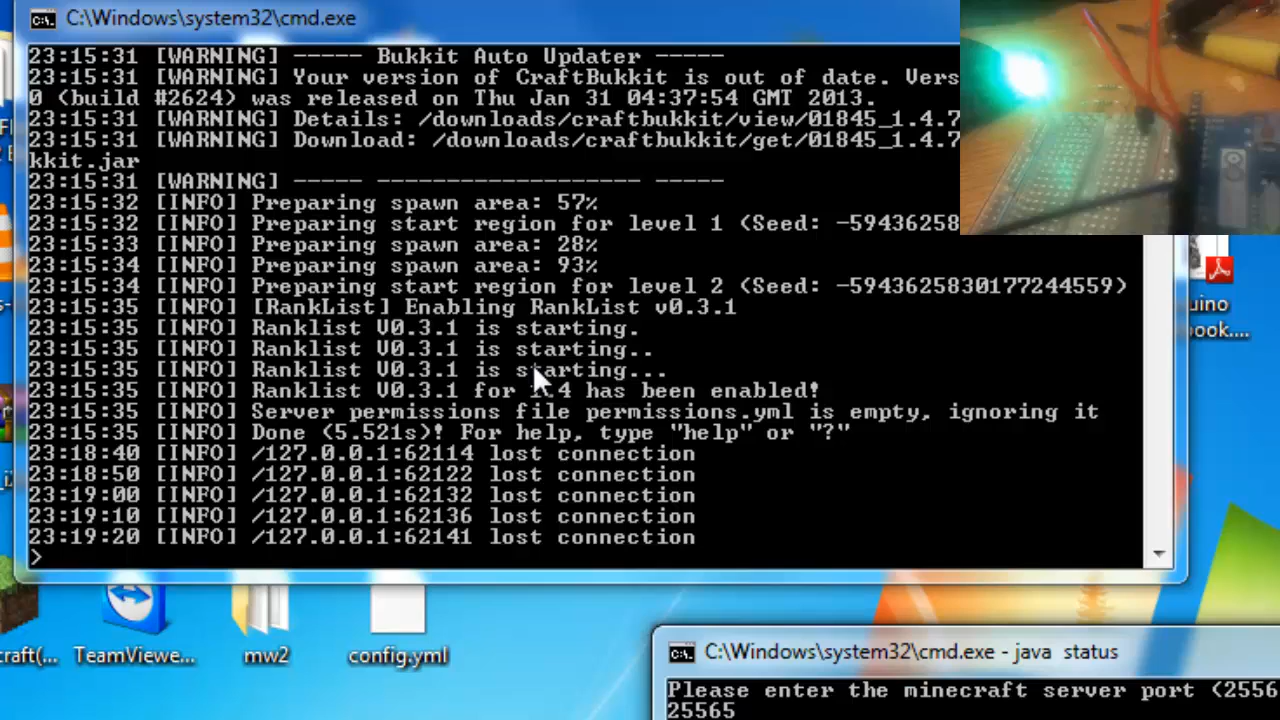 C:\Windows\system32\cmd.exe
23:15:31 [WARNING] ----- Bukkit Auto Updater -----
23:15:31 [WARNING] Your version of CraftBukkit is out of date. Vers
0 (build #2624) was released on Thu Jan 31 04:37:54 GMT 2013.
23:15:31 [WARNING] Details: /downloads/craftbukkit/view/01845_1.4.7
23:15:31 [WARNING] Download: /downloads/craftbukkit/get/01845_1.4.7
kkit.jar
23:15:31 [WARNING] ----- ------------------- -----
23:15:32 [INFO] Preparing spawn area: 57%
23:15:32 [INFO] Preparing start region for level 1 (Seed: -59436258
23:15:33 [INFO] Preparing spawn area: 28%
23:15:34 [INFO] Preparing spawn area: 93%
23:15:34 [INFO] Preparing start region for level 2 (Seed: -5943625830177244559)
23:15:35 [INFO] [RankList] Enabling RankList v0.3.1
23:15:35 [INFO] Ranklist V0.3.1 is starting.
23:15:35 [INFO] Ranklist V0.3.1 is starting..
23:15:35 [INFO] Ranklist V0.3.1 is starting...
23:15:35 [INFO] Ranklist V0.3.1 for 1.4 has been enabled!
23:15:35 [INFO] Server permissions file permissions.yml is empty, ignoring it
23:15:35 [INFO] Done (5.521s)! For help, type "help" or "?"
23:18:40 [INFO] /127.0.0.1:62114 lost connection
23:18:50 [INFO] /127.0.0.1:62122 lost connection
23:19:00 [INFO] /127.0.0.1:62132 lost connection
23:19:10 [INFO] /127.0.0.1:62136 lost connection
23:19:20 [INFO] /127.0.0.1:62141 lost connection
>
uino
ook....
craft(...
TeamViewe...
mw2
config.yml
C:\Windows\system32\cmd.exe - java status
Please enter the minecraft server port (2556
25565